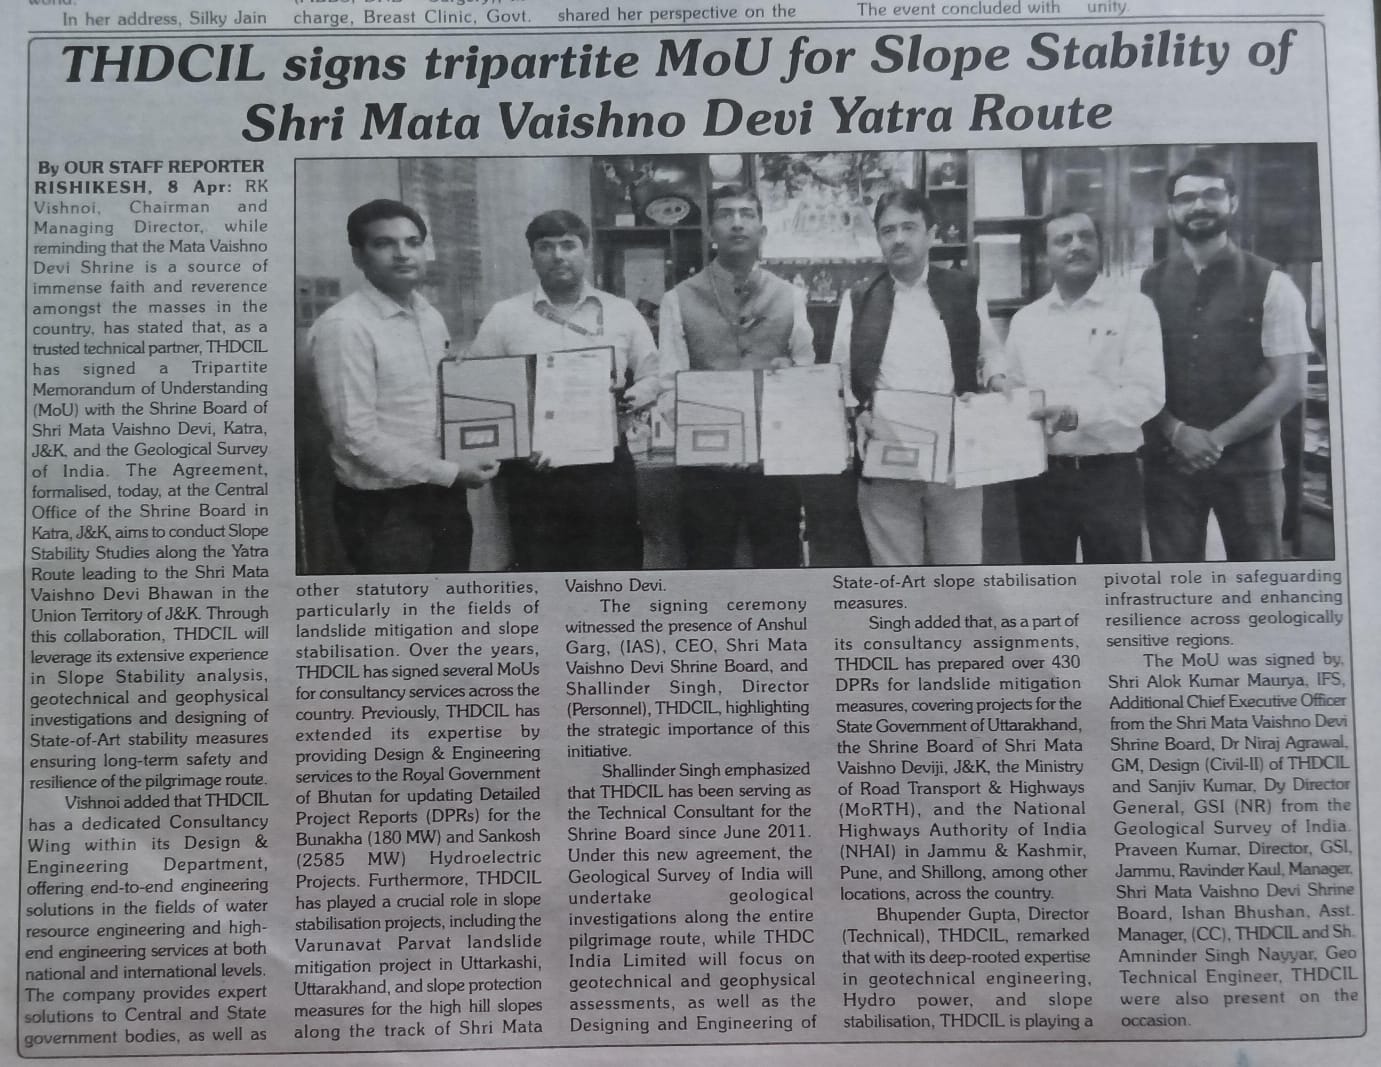 In her address, Silky Jain
charge, Breast Clinic, Govt.
shared her perspective on the
The event concluded with
unity.
THDCIL signs tripartite MoU for Slope Stability of
Shri Mata Vaishno Devi Yatra Route
By OUR STAFF REPORTER
RISHIKESH, 8 Apr: RK
Vishnoi, Chairman and
Managing Director, while
reminding that the Mata Vaishno
Devi Shrine is a source of
immense faith and reverence
amongst the masses in the
country, has stated that, as a
trusted technical partner, THDCIL
has signed a Tripartite
Memorandum of Understanding
(MoU) with the Shrine Board of
Shri Mata Vaishno Devi, Katra,
J&K, and the Geological Survey
of India. The Agreement,
formalised, today, at the Central
Office of the Shrine Board in
Katra, J&K, aims to conduct Slope
Stability Studies along the Yatra
Route leading to the Shri Mata
Vaishno Devi Bhawan in the
Union Territory of J&K. Through
this collaboration, THDCIL will
leverage its extensive experience
in Slope Stability analysis,
geotechnical and geophysical
investigations and designing of
State-of-Art stability measures
ensuring long-term safety and
resilience of the pilgrimage route.
Vishnoi added that THDCIL
has a dedicated Consultancy
Wing within its Design &
Engineering Department,
offering end-to-end engineering
solutions in the fields of water
resource engineering and high-
end engineering services at both
national and international levels.
The company provides expert
solutions to Central and State
government bodies, as well as
other statutory authorities,
particularly in the fields of
landslide mitigation and slope
stabilisation. Over the years,
THDCIL has signed several MoUs
for consultancy services across the
country. Previously, THDCIL has
extended its expertise by
providing Design & Engineering
services to the Royal Government
of Bhutan for updating Detailed
Project Reports (DPRs) for the
Bunakha (180 MW) and Sankosh
(2585 MW) Hydroelectric
Projects. Furthermore, THDCIL
has played a crucial role in slope
stabilisation projects, including the
Varunavat Parvat landslide
mitigation project in Uttarkashi,
Uttarakhand, and slope protection
measures for the high hill slopes
along the track of Shri Mata
Vaishno Devi.
The signing ceremony
witnessed the presence of Anshul
Garg, (IAS), CEO, Shri Mata
Vaishno Devi Shrine Board, and
Shallinder Singh, Director
(Personnel), THDCIL, highlighting
the strategic importance of this
initiative.
Shallinder Singh emphasized
that THDCIL has been serving as
the Technical Consultant for the
Shrine Board since June 2011.
Under this new agreement, the
Geological Survey of India will
undertake geological
investigations along the entire
pilgrimage route, while THDC
India Limited will focus on
geotechnical and geophysical
assessments, as well as the
Designing and Engineering of
State-of-Art slope stabilisation
measures.
Singh added that, as a part of
its consultancy assignments,
THDCIL has prepared over 430
DPRs for landslide mitigation
measures, covering projects for the
State Government of Uttarakhand,
the Shrine Board of Shri Mata
Vaishno Deviji, J&K, the Ministry
of Road Transport & Highways
(MoRTH), and the National
Highways Authority of India
(NHAI) in Jammu & Kashmir,
Pune, and Shillong, among other
locations, across the country.
Bhupender Gupta, Director
(Technical), THDCIL, remarked
that with its deep-rooted expertise
in geotechnical engineering,
Hydro power, and slope
stabilisation, THDCIL is playing a
pivotal role in safeguarding
infrastructure and enhancing
resilience across geologically
sensitive regions.
The MoU was signed by,
Shri Alok Kumar Maurya, IFS,
Additional Chief Executive Officer
from the Shri Mata Vaishno Devi
Shrine Board, Dr Niraj Agrawal,
GM, Design (Civil-II) of THDCIL
and Sanjiv Kumar, Dy Director
General, GSI (NR) from the
Geological Survey of India.
Praveen Kumar, Director, GSI,
Jammu, Ravinder Kaul, Manager,
Shri Mata Vaishno Devi Shrine
Board, Ishan Bhushan, Asst.
Manager, (CC), THDCIL and Sh.
Amninder Singh Nayyar, Geo
Technical Engineer, THDCIL
were also present on the
occasion.